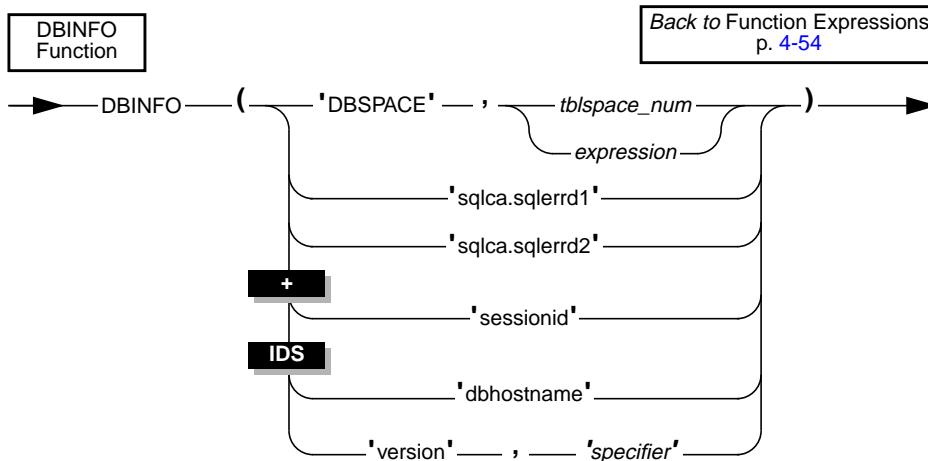 DBINFO
Function
Back to Function Expressions
p. 4-54
DBINFO ( 'DBSPACE' , tblspace_num )
expression
'sqlca.sqlerrd1'
'sqlca.sqlerrd2'
+
'sessionid'
IDS
'dbhostname'
'version' , 'specifier'